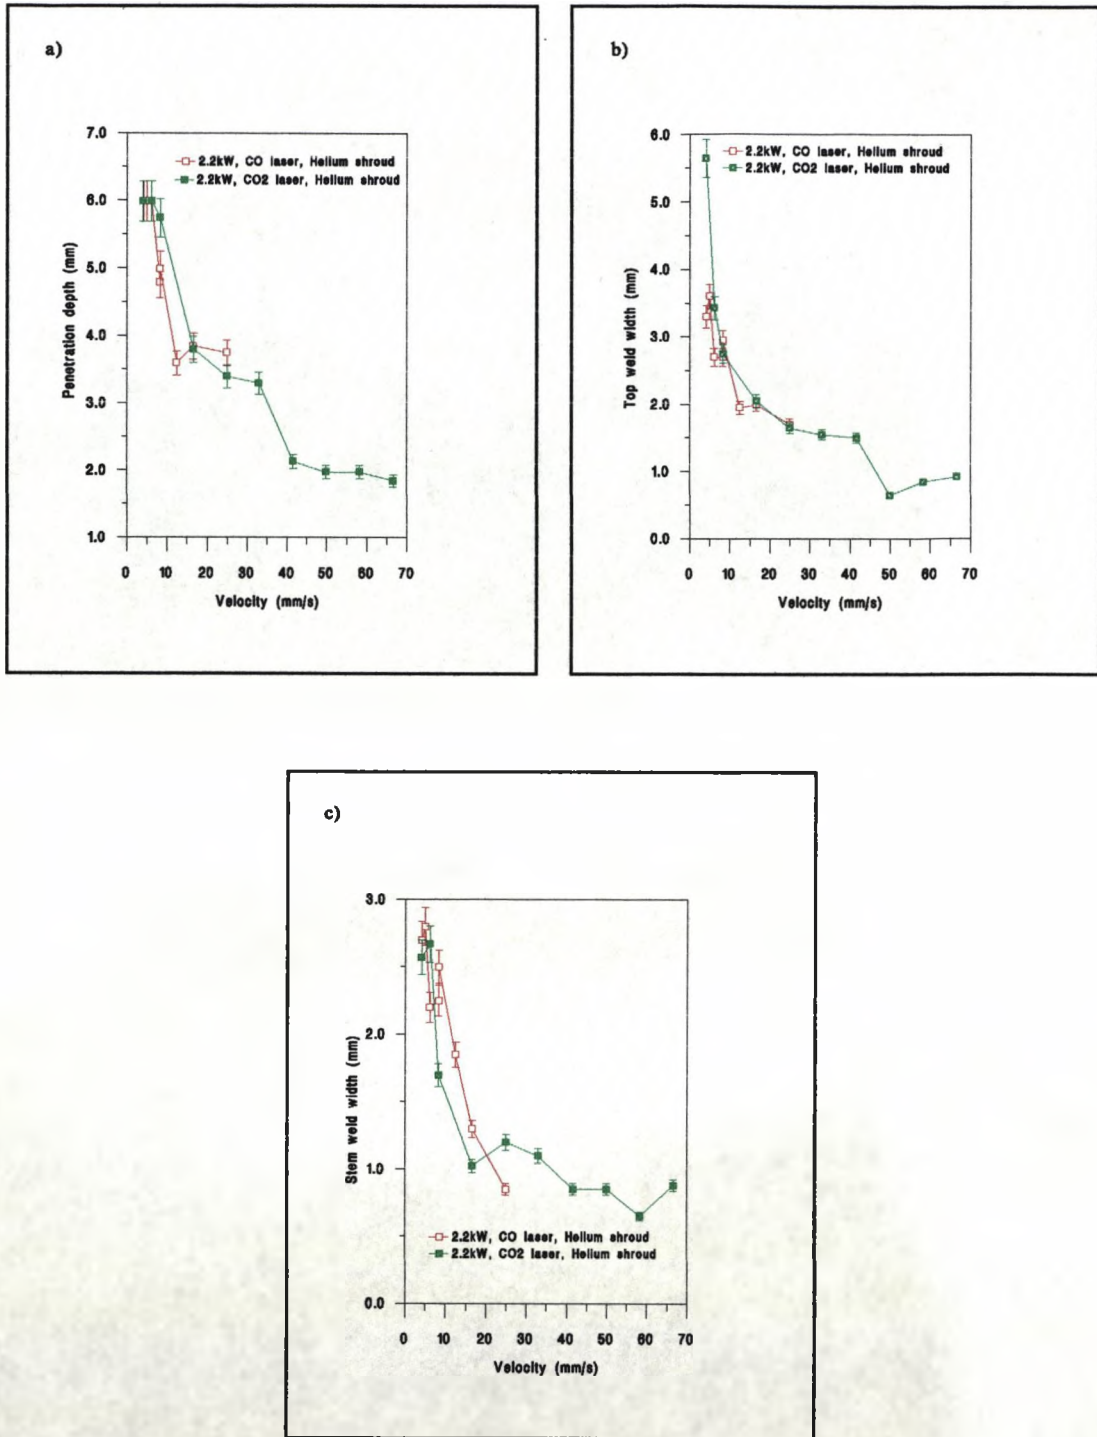 a)
7.0
2.2kW, CO laser, Helium shroud
2.2kW, CO2 laser, Helium shroud
6.0
5.0
4.0
3.0
2.0
1.0
Penetration depth (mm)
0 10 20 30 40 50 60 70
Velocity (mm/s)
b)
6.0
2.2kW, CO laser, Helium shroud
2.2kW, CO2 laser, Helium shroud
5.0
4.0
3.0
2.0
1.0
0.0
Top weld width (mm)
0 10 20 30 40 50 60 70
Velocity (mm/s)
c)
3.0
2.0
1.0
Stem weld width (mm)
2.2kW, CO laser, Helium shroud
2.2kW, CO2 laser, Helium shroud
0.0
0 10 20 30 40 50 60 70
Velocity (mm/s)